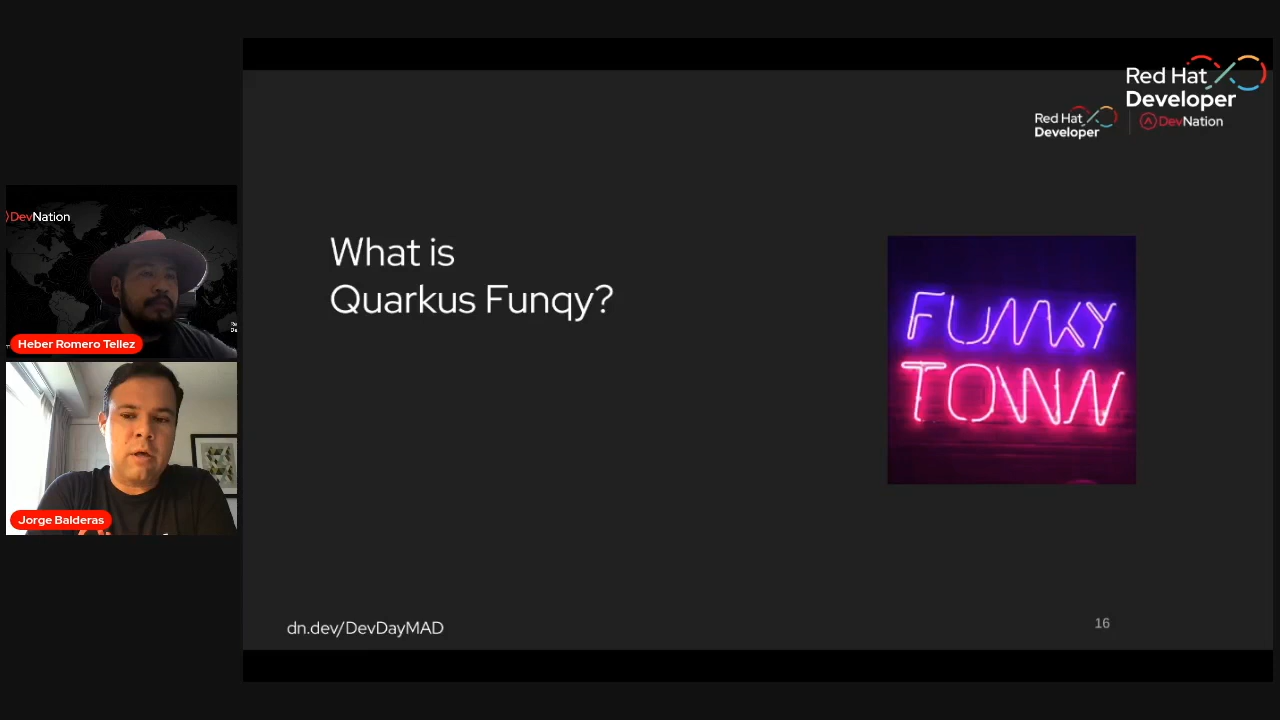 Red Hat
Developer
Red Hat
Developer
DevNation
DevNation
What is
Quarkus Funqy?
FUNKY
TOWN
Heber Romero Tellez
Jorge Balderas
dn.dev/DevDayMAD
16